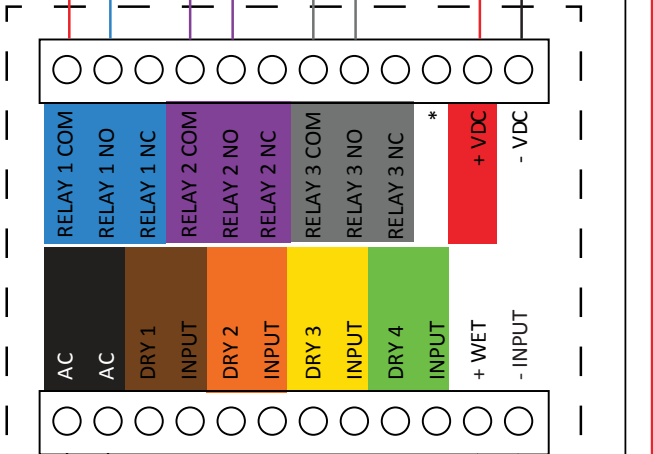 RELAY 1 COM
RELAY 1 NO
RELAY 1 NC
RELAY 2 COM
RELAY 2 NO
RELAY 2 NC
RELAY 3 COM
RELAY 3 NO
RELAY 3 NC
*
+ VDC
- VDC
AC
AC
DRY 1
INPUT
DRY 2
INPUT
DRY 3
INPUT
DRY 4
INPUT
+ WET
- INPUT